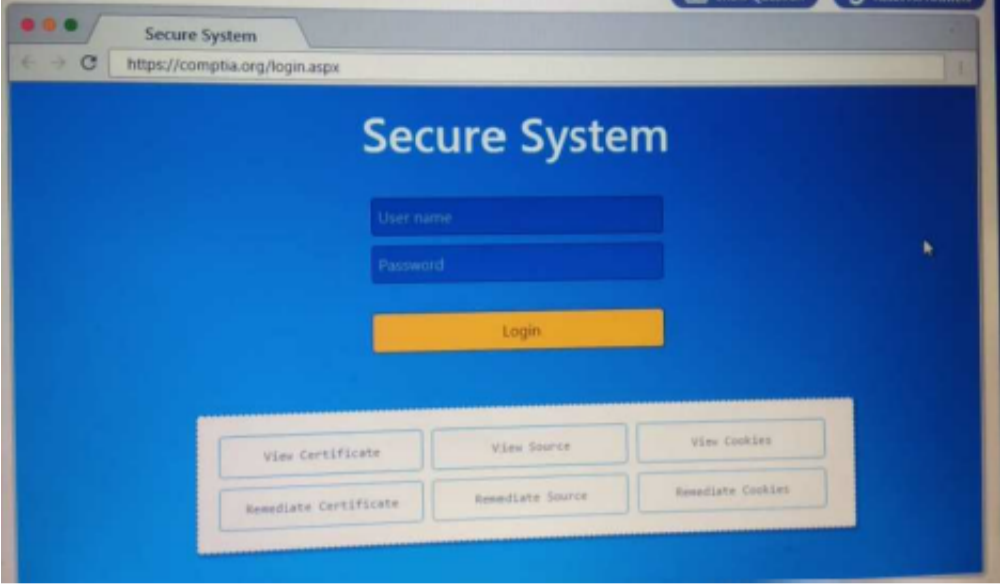 Secure System
https://comptia.org/login.aspx
Secure System
User name
Password
Login
View Certificate
View Source
View Cookies
Remediate Certificate
Remediate Source
Remediate Cookies